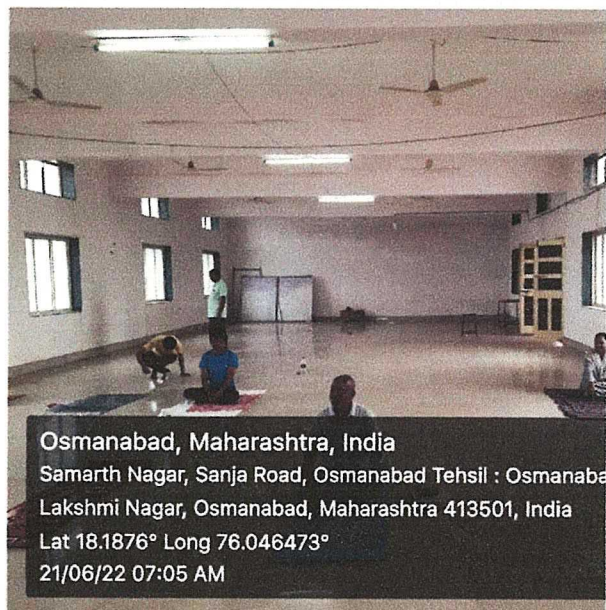 Osmanabad, Maharashtra, India
Samarth Nagar, Sanja Road, Osmanabad Tehsil : Osmanaba
Lakshmi Nagar, Osmanabad, Maharashtra 413501, India
Lat 18.1876° Long 76.046473°
21/06/22 07:05 AM